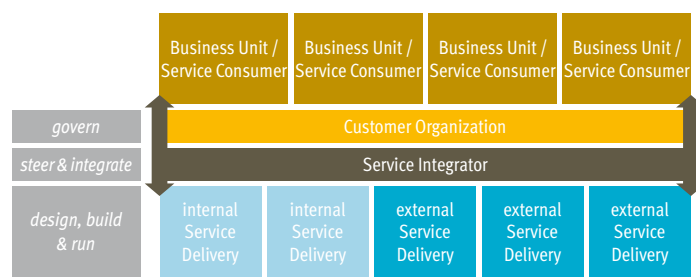 Business Unit /
Service Consumer
Business Unit /
Service Consumer
Business Unit /
Service Consumer
Business Unit /
Service Consumer
govern
Customer Organization
steer & integrate
Service Integrator
design, build
& run
internal
Service
Delivery
internal
Service
Delivery
external
Service
Delivery
external
Service
Delivery
external
Service
Delivery